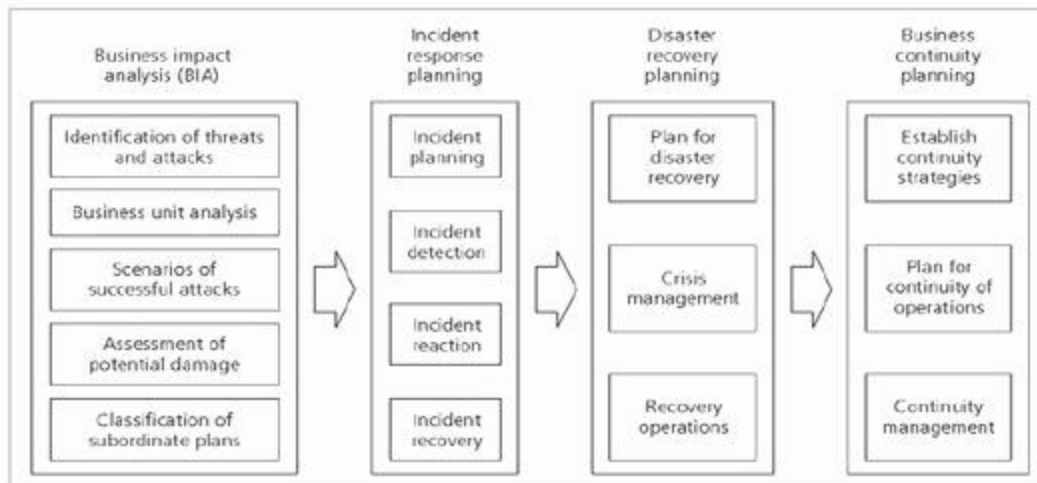 Business impact
analysis (BIA)
Identification of threats
and attacks
Business unit analysis
Scenarios of
successful attacks
Assessment of
potential damage
Classification of
subordinate plans
Incident
response
planning
Incident
planning
Incident
detection
Incident
reaction
Incident
recovery
Disaster
recovery
planning
Plan for
disaster
recovery
Crisis
management
Recovery
operations
Business
continuity
planning
Establish
continuity
strategies
Plan for
continuity of
operations
Continuity
management